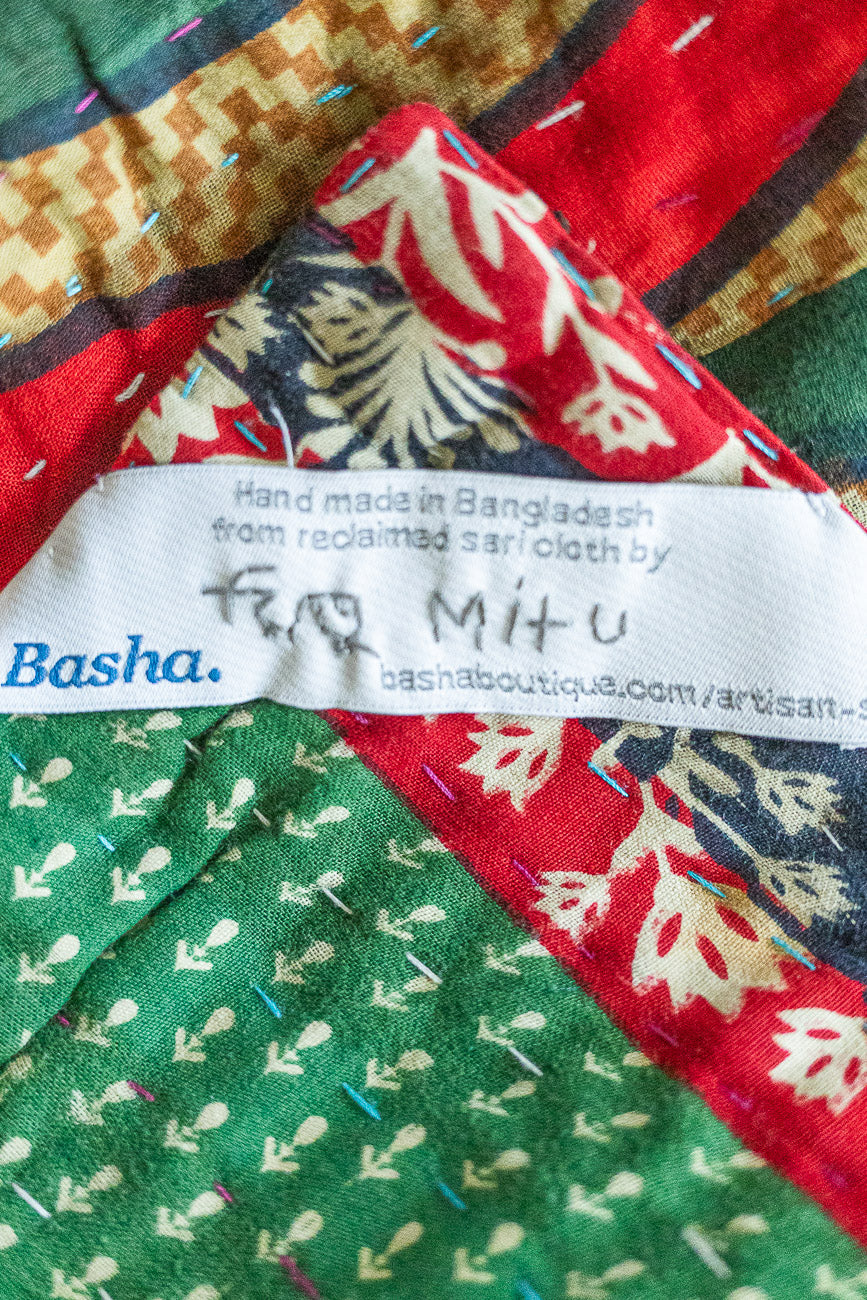 Hand made in Bangladesh
from reclaimed sari cloth by
মিতু Mitu
Basha.
bashaboutique.com/artisan-s